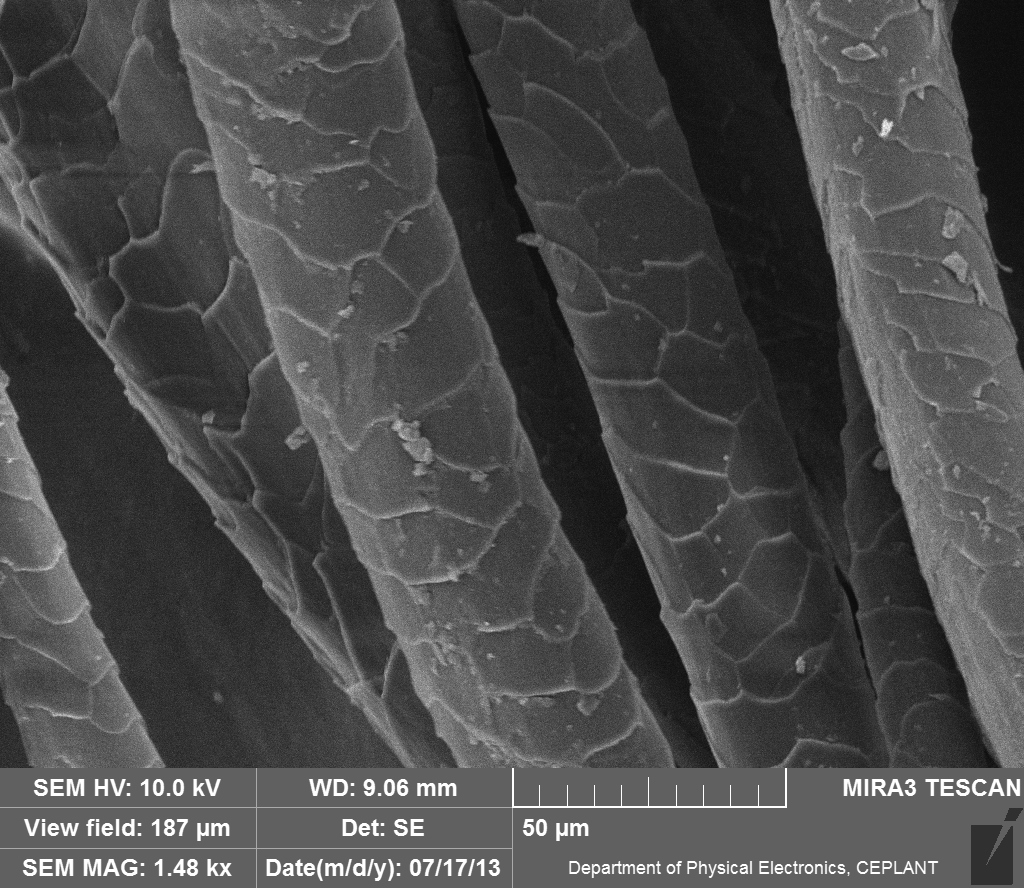 SEM HV: 10.0 kV
WD: 9.06 mm
MIRA3 TESCAN
View field: 187 µm
Det: SE
50 µm
SEM MAG: 1.48 kx
Date(m/d/y): 07/17/13
Department of Physical Electronics, CEPLANT